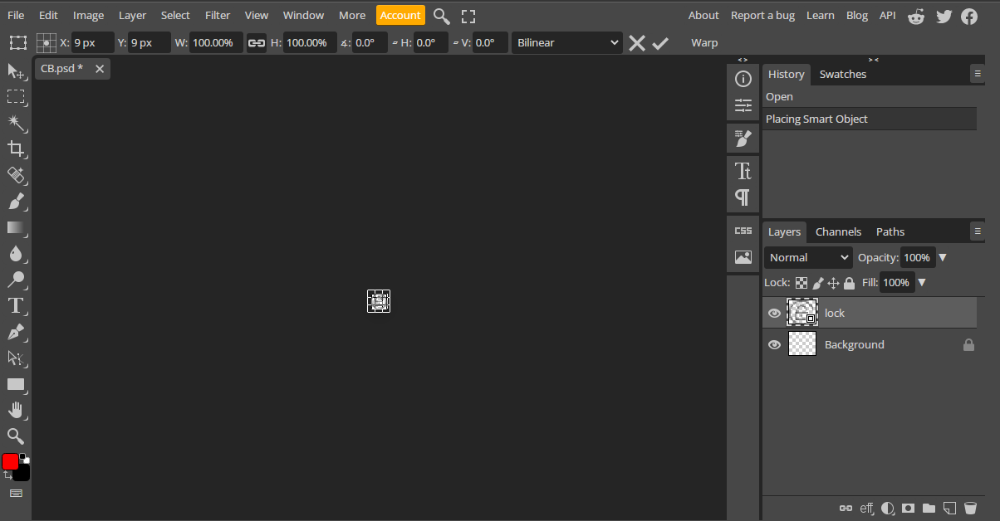 File Edit Image Layer Select Filter View Window More Account About Report a bug Learn Blog API
X: 9 px Y: 9 px W: 100.00% H: 100.00% 0.0° H: 0.0° V: 0.0° Bilinear Warp
CB.psd *
< > > <
History Swatches
Open
Placing Smart Object
CSS
Layers Channels Paths
Normal Opacity: 100%
Lock: Fill: 100%
lock
Background
eff